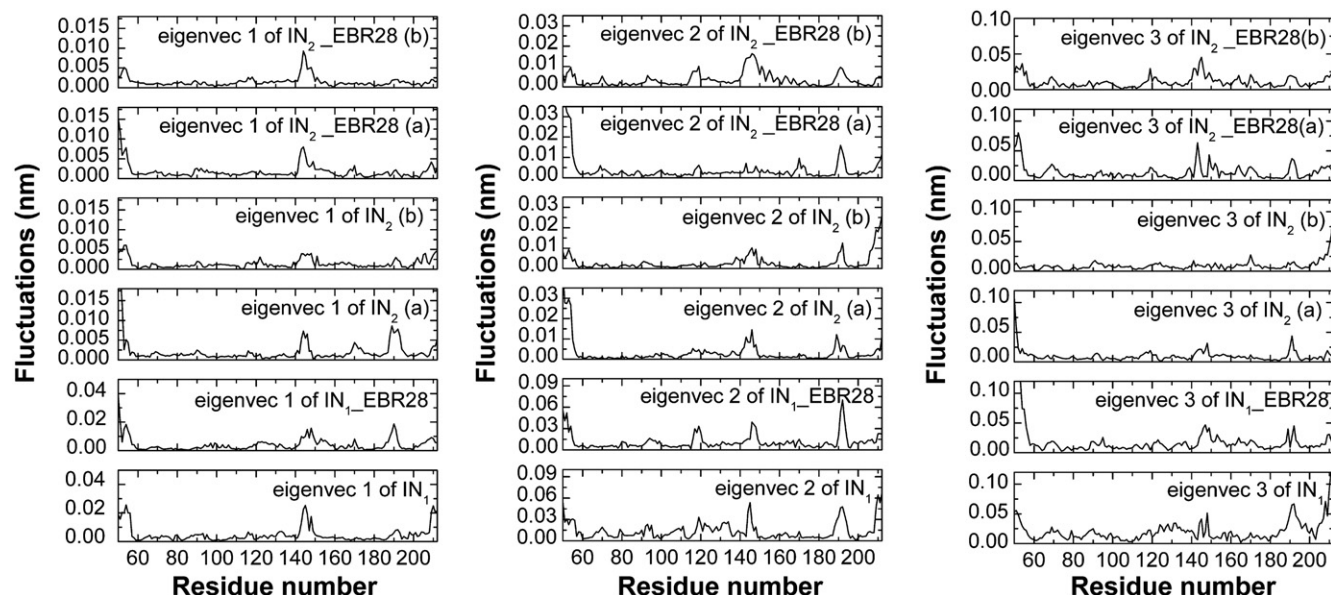 Fluctuations (nm)
eigenvec 1 of IN2_EBR28 (b)
0.015
0.010
0.005
0.000
eigenvec 1 of IN2_EBR28 (a)
0.015
0.010
0.005
0.000
eigenvec 1 of IN2 (b)
0.015
0.010
0.005
0.000
eigenvec 1 of IN2 (a)
0.015
0.010
0.005
0.000
eigenvec 1 of IN1_EBR28
0.04
0.02
0.00
eigenvec 1 of IN1
0.04
0.02
0.00
60 80 100 120 140 160 180 200
Residue number
Fluctuations (nm)
eigenvec 2 of IN2_EBR28 (b)
0.03
0.02
0.01
0.00
eigenvec 2 of IN2_EBR28 (a)
0.03
0.02
0.01
0.00
eigenvec 2 of IN2 (b)
0.03
0.02
0.01
0.00
eigenvec 2 of IN2 (a)
0.03
0.02
0.01
0.00
eigenvec 2 of IN1_EBR28
0.09
0.06
0.03
0.00
eigenvec 2 of IN1
0.09
0.06
0.03
0.00
60 80 100 120 140 160 180 200
Residue number
Fluctuations (nm)
eigenvec 3 of IN2_EBR28(b)
0.10
0.05
0.00
eigenvec 3 of IN2_EBR28(a)
0.10
0.05
0.00
eigenvec 3 of IN2 (b)
0.10
0.05
0.00
eigenvec 3 of IN2 (a)
0.10
0.05
0.00
eigenvec 3 of IN1_EBR28
0.10
0.05
0.00
eigenvec 3 of IN1
0.10
0.05
0.00
60 80 100 120 140 160 180 200
Residue number